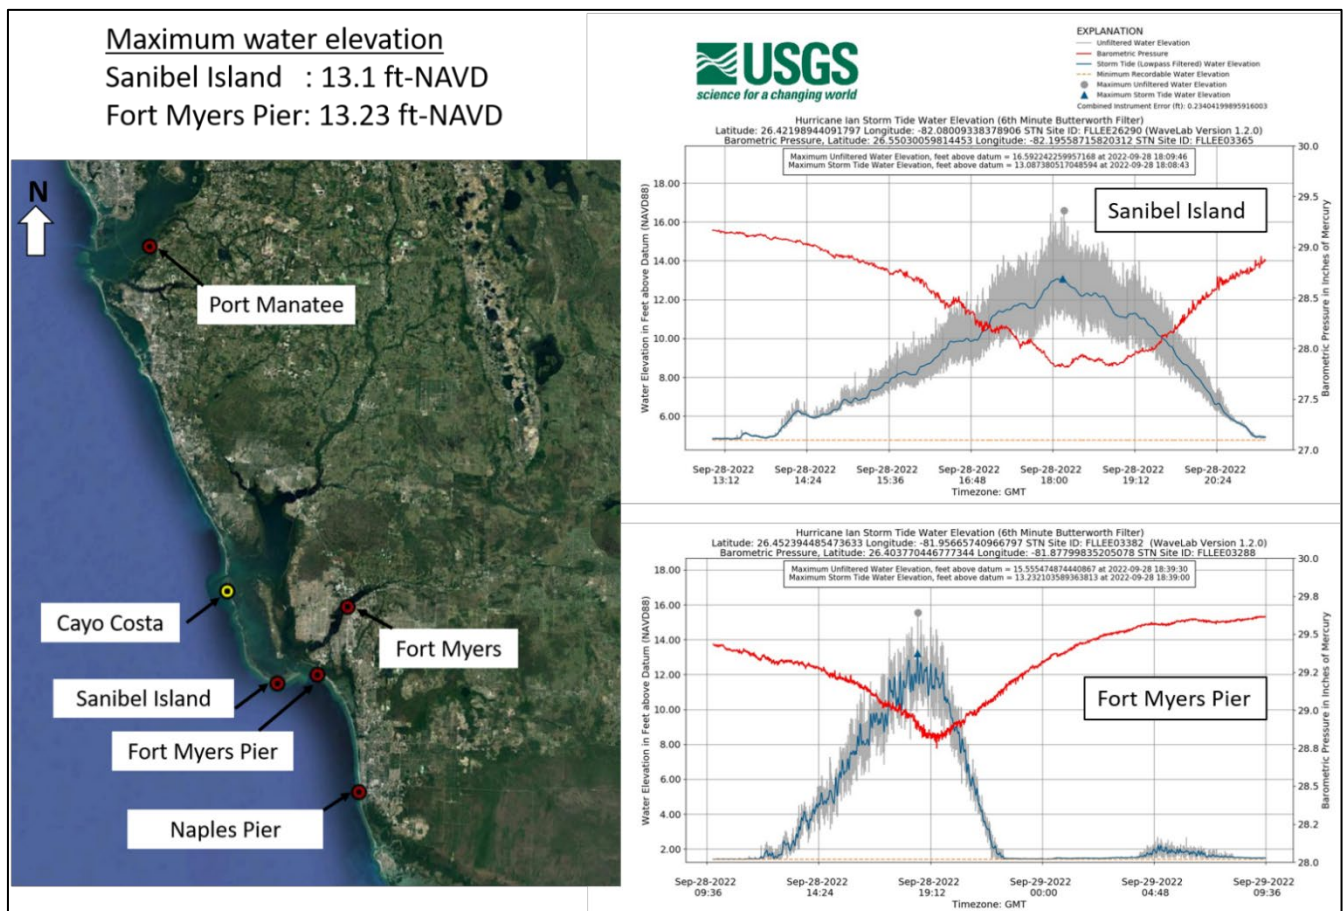 Maximum water elevation
Sanibel Island : 13.1 ft-NAVD
Fort Myers Pier: 13.23 ft-NAVD
N
Port Manatee
Cayo Costa
Fort Myers
Sanibel Island
Fort Myers Pier
Naples Pier
USGS
science for a changing world
EXPLANATION
Unfiltered Water Elevation
Barometric Pressure
Storm Tide (Lowpass Filtered) Water Elevation
Minimum Recordable Water Elevation
Maximum Unfiltered Water Elevation
Maximum Storm Tide Water Elevation
Combined Instrument Error (ft): 0.23404199895916003
Hurricane Ian Storm Tide Water Elevation (6th Minute Butterworth Filter)
Latitude: 26.42198944091797 Longitude: -82.08009338378906 STN Site ID: FLLEE26290 (WaveLab Version 1.2.0)
Barometric Pressure, Latitude: 26.55030059814453 Longitude: -82.19558715820312 STN Site ID: FLLEE03365
Maximum Unfiltered Water Elevation, feet above datum = 16.592242259957168 at 2022-09-28 18:09:46
Maximum Storm Tide Water Elevation, feet above datum = 13.087380517048594 at 2022-09-28 18:08:43
Sanibel Island
Water Elevation in Feet above Datum (NAVD88)
18.00
16.00
14.00
12.00
10.00
8.00
6.00
30.0
29.5
29.0
28.5
28.0
27.5
27.0
Barometric Pressure in Inches of Mercury
Sep-28-2022 Sep-28-2022 Sep-28-2022 Sep-28-2022 Sep-28-2022 Sep-28-2022 Sep-28-2022
13:12 14:24 15:36 16:48 18:00 19:12 20:24
Timezone: GMT
Hurricane Ian Storm Tide Water Elevation (6th Minute Butterworth Filter)
Latitude: 26.452394485473633 Longitude: -81.95665740966797 STN Site ID: FLLEE03382 (WaveLab Version 1.2.0)
Barometric Pressure, Latitude: 26.403770446777344 Longitude: -81.87799835205078 STN Site ID: FLLEE03288
Maximum Unfiltered Water Elevation, feet above datum = 15.555474874440867 at 2022-09-28 18:39:30
Maximum Storm Tide Water Elevation, feet above datum = 13.232103589363813 at 2022-09-28 18:39:00
Fort Myers Pier
Water Elevation in Feet above Datum (NAVD88)
18.00
16.00
14.00
12.00
10.00
8.00
6.00
4.00
2.00
30.0
29.8
29.5
29.2
29.0
28.8
28.5
28.2
28.0
Barometric Pressure in Inches of Mercury
Sep-28-2022 Sep-28-2022 Sep-28-2022 Sep-29-2022 Sep-29-2022 Sep-29-2022
09:36 14:24 19:12 00:00 04:48 09:36
Timezone: GMT